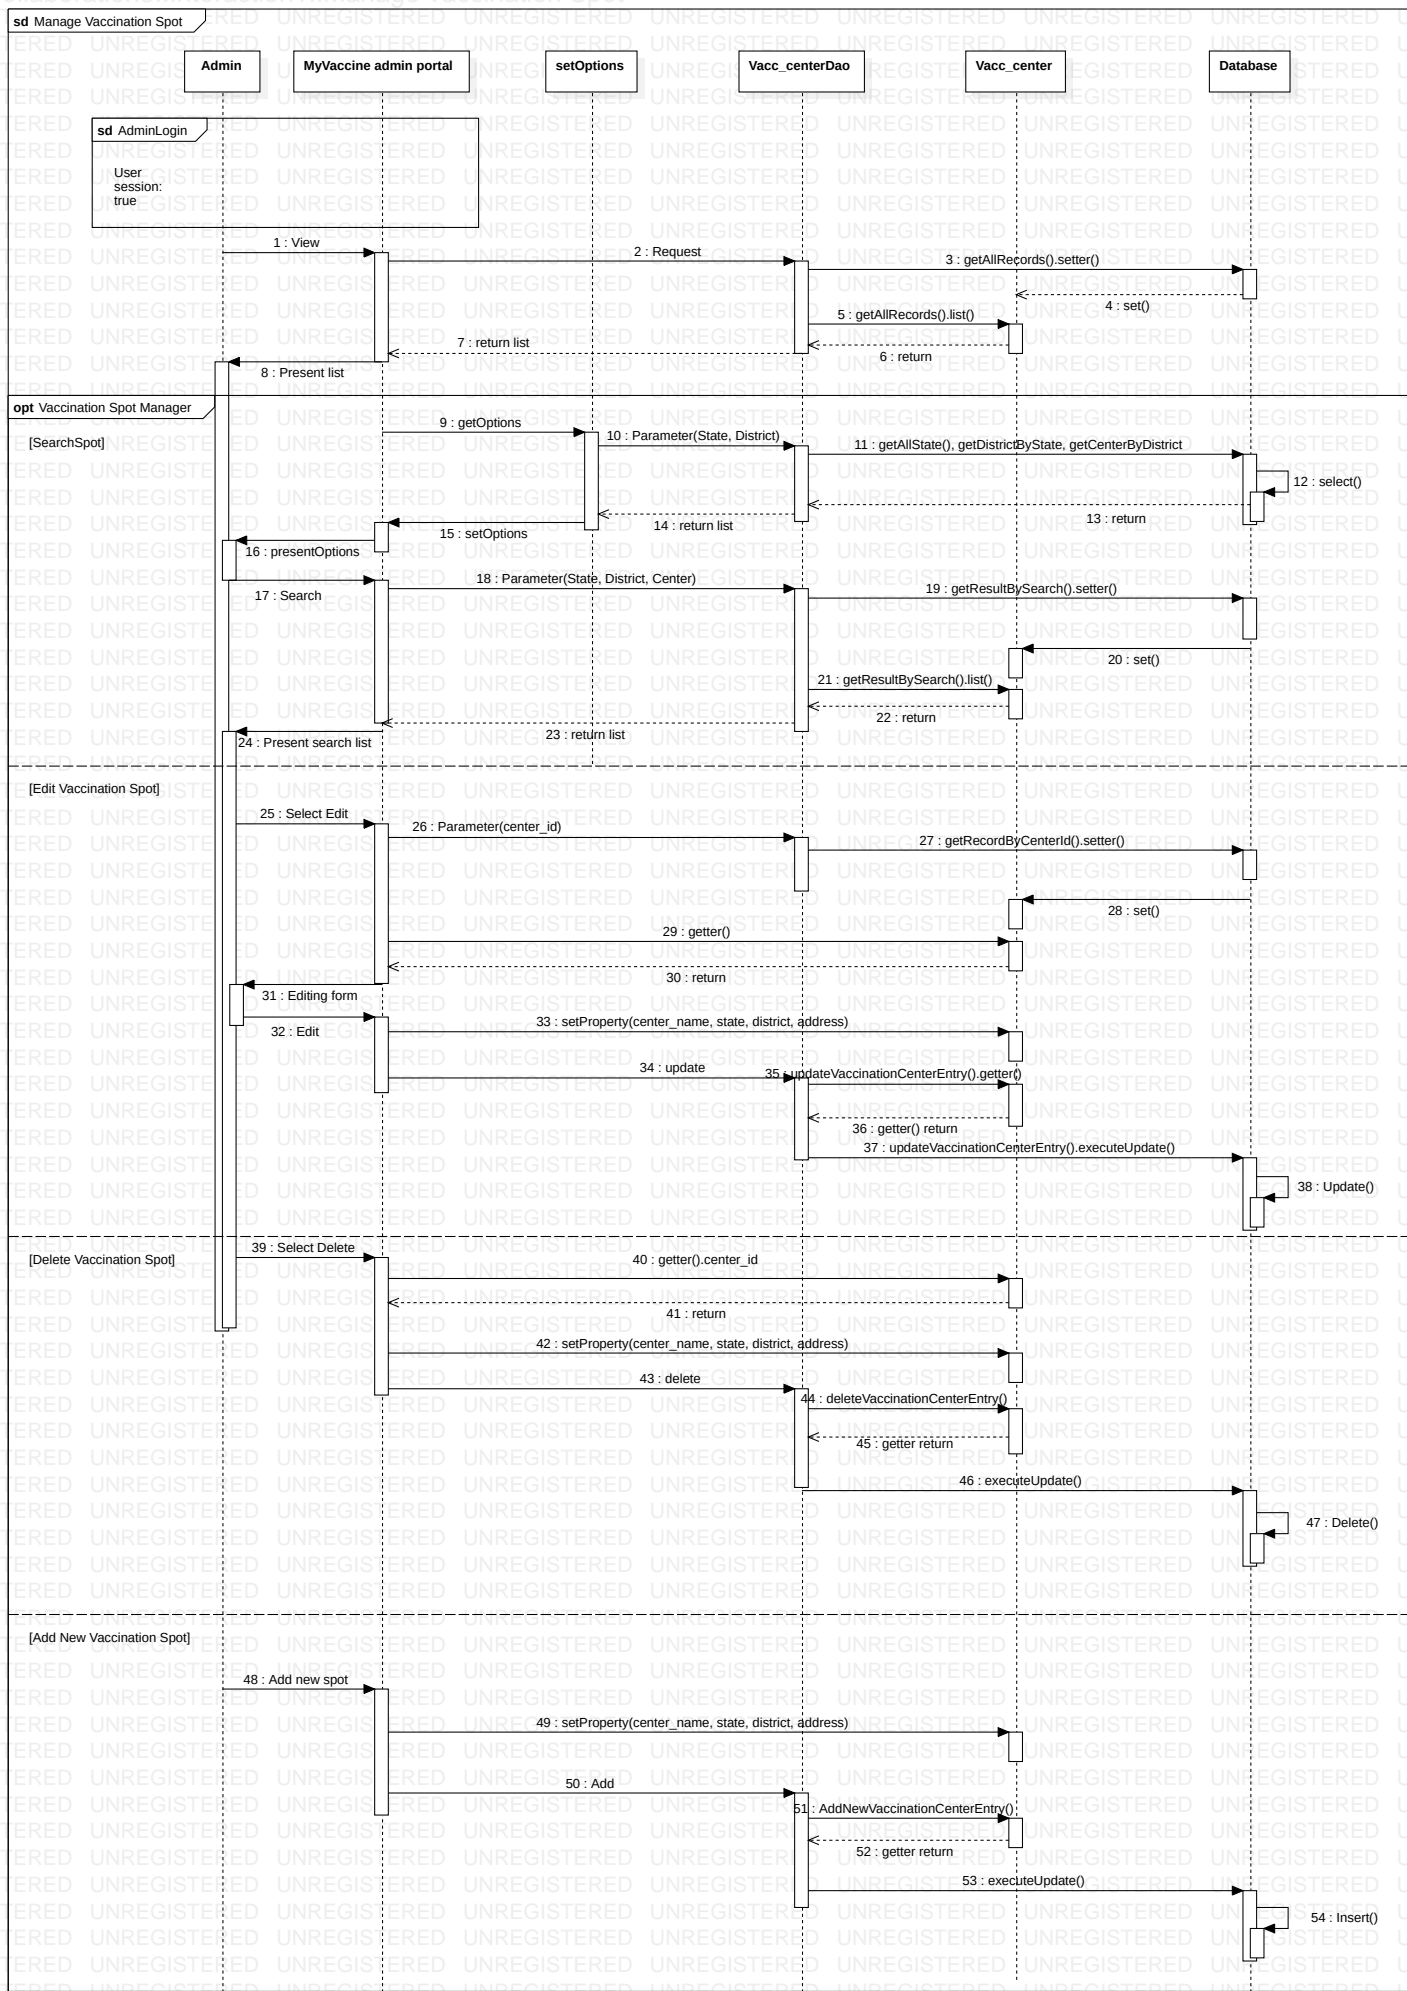 sd Manage Vaccination Spot
Admin
MyVaccine admin portal
setOptions
Vacc_centerDao
Vacc_center
Database
sd AdminLogin
User
session:
true
1 : View
2 : Request
3 : getAllRecords().setter()
4 : set()
5 : getAllRecords().list()
6 : return
7 : return list
8 : Present list
opt Vaccination Spot Manager
[SearchSpot]
9 : getOptions
10 : Parameter(State, District)
11 : getAllState(), getDistrictByState, getCenterByDistrict
12 : select()
13 : return
14 : return list
15 : setOptions
16 : presentOptions
17 : Search
18 : Parameter(State, District, Center)
19 : getResultBySearch().setter()
20 : set()
21 : getResultBySearch().list()
22 : return
23 : return list
24 : Present search list
[Edit Vaccination Spot]
25 : Select Edit
26 : Parameter(center_id)
27 : getRecordByCenterId().setter()
28 : set()
29 : getter()
30 : return
31 : Editing form
32 : Edit
33 : setProperty(center_name, state, district, address)
34 : update
35 : updateVaccinationCenterEntry().getter()
36 : getter() return
37 : updateVaccinationCenterEntry().executeUpdate()
38 : Update()
[Delete Vaccination Spot]
39 : Select Delete
40 : getter().center_id
41 : return
42 : setProperty(center_name, state, district, address)
43 : delete
44 : deleteVaccinationCenterEntry()
45 : getter return
46 : executeUpdate()
47 : Delete()
[Add New Vaccination Spot]
48 : Add new spot
49 : setProperty(center_name, state, district, address)
50 : Add
51 : AddNewVaccinationCenterEntry()
52 : getter return
53 : executeUpdate()
54 : Insert()